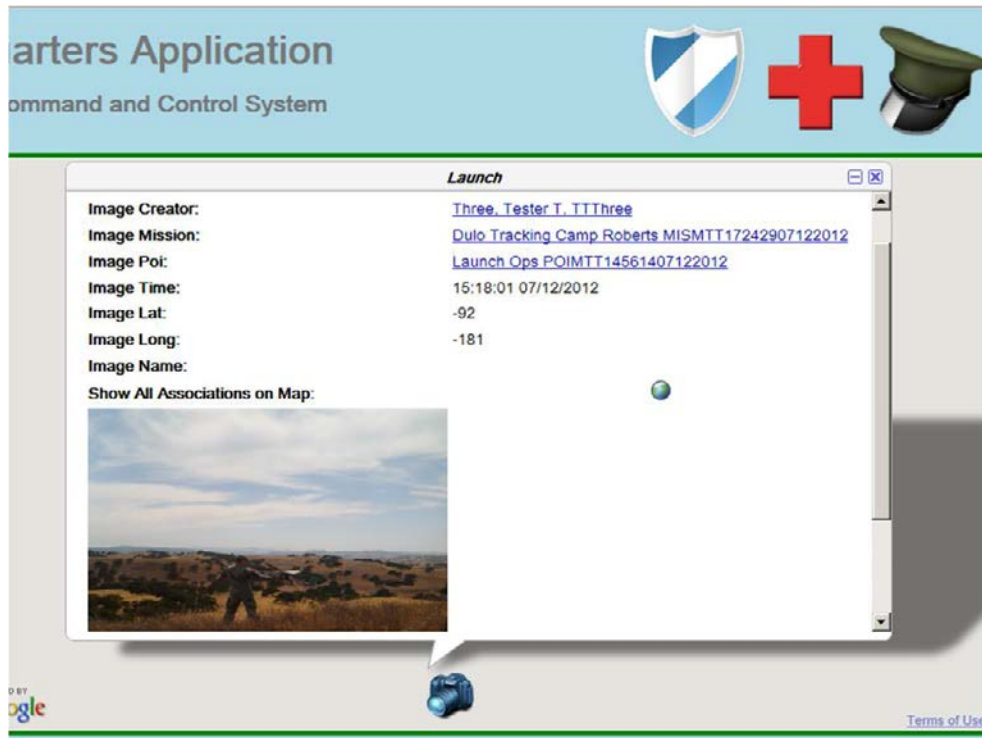 arters Application
ommand and Control System
Launch
Image Creator: Three, Tester T, TTThree
Image Mission: Dulo Tracking Camp Roberts MISMTT17242907122012
Image Poi: Launch Ops POIMTT14561407122012
Image Time: 15:18:01 07/12/2012
Image Lat: -92
Image Long: -181
Image Name:
Show All Associations on Map:
D BY
ogle
Terms of Use